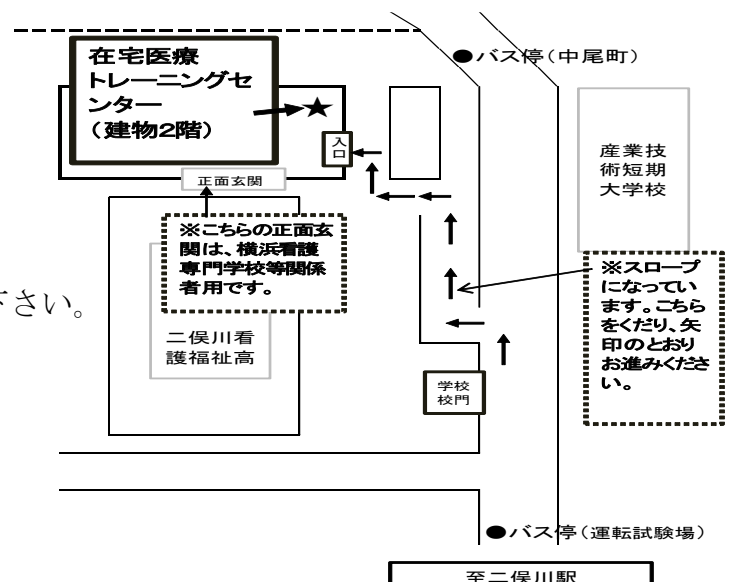 ●バス停(中尾町)
在宅医療
トレーニングセ
ンター
(建物2階)
入口
正面玄関
産業技
術短期
大学校
※こちらの正面玄
関は、横浜看護
専門学校等関係
者用です。
※スロープ
になってい
ます。こちら
をくだり、矢
印のとおり
お進みくださ
い。
下さい。
二俣川看
護福祉高
学校
校門
●バス停(運転試験場)
至二俣川駅